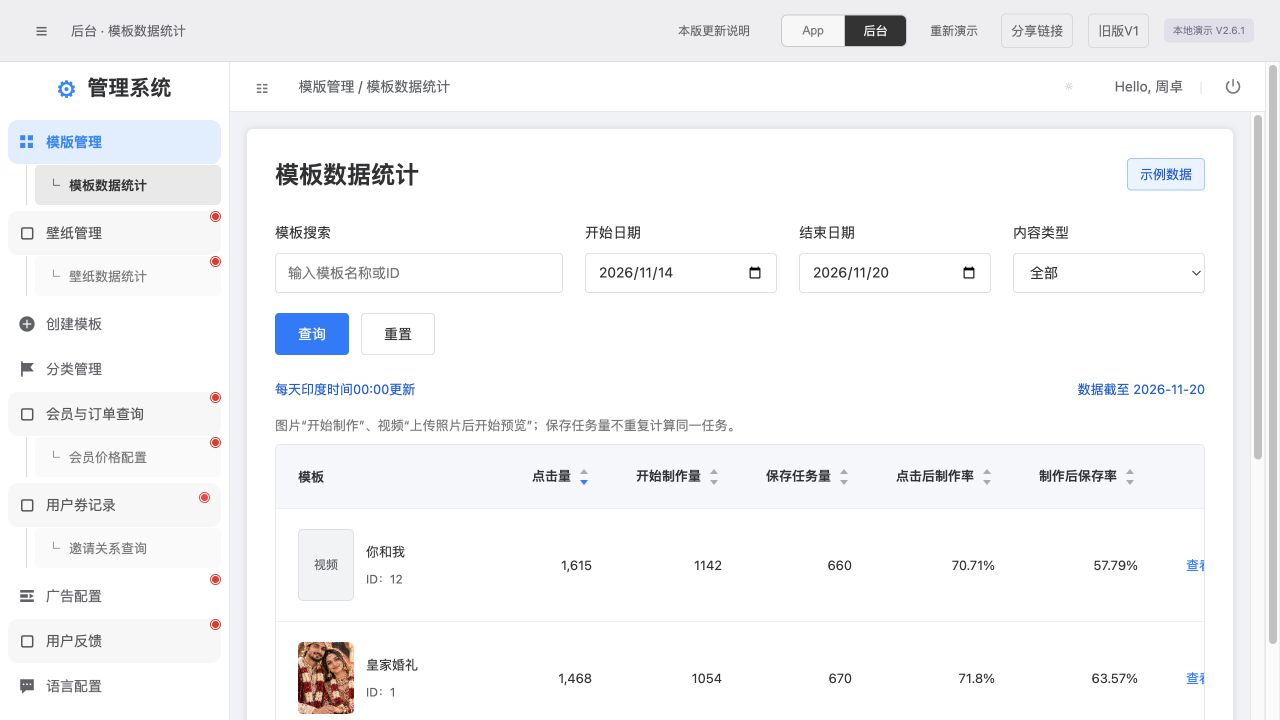 后台 · 模板数据统计
本版更新说明
App
后台
重新演示
分享链接
旧版V1
本地演示 V2.6.1
管理系统
模版管理 / 模板数据统计
Hello, 周卓
模版管理
└ 模板数据统计
壁纸管理
└ 壁纸数据统计
创建模板
分类管理
会员与订单查询
└ 会员价格配置
用户券记录
└ 邀请关系查询
广告配置
用户反馈
语言配置
模板数据统计
示例数据
模板搜索
开始日期
结束日期
内容类型
输入模板名称或ID
2026/11/14
2026/11/20
全部
查询
重置
每天印度时间00:00更新
数据截至 2026-11-20
图片“开始制作”、视频“上传照片后开始预览”；保存任务量不重复计算同一任务。
模板
点击量
开始制作量
保存任务量
点击后制作率
制作后保存率
视频
你和我
ID：12
1,615
1142
660
70.71%
57.79%
查看
皇家婚礼
ID：1
1,468
1054
670
71.8%
63.57%
查看